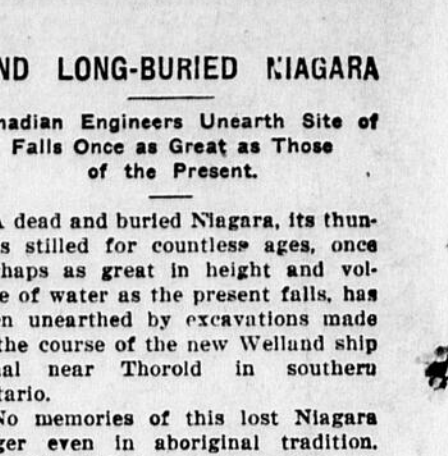 ND LONG-BURIED NIAGARA
nadian Engineers Unearth Site of
Falls Once as Great as Those
of the Present.
A dead and buried Niagara, its thun-
s stilled for countless ages, once
haps as great in height and vol-
e of water as the present falls, has
n unearthed by excavations made
the course of the new Welland ship
al near Thorold in southern
tario.
No memories of this lost Niagara
ger even in aboriginal tradition.